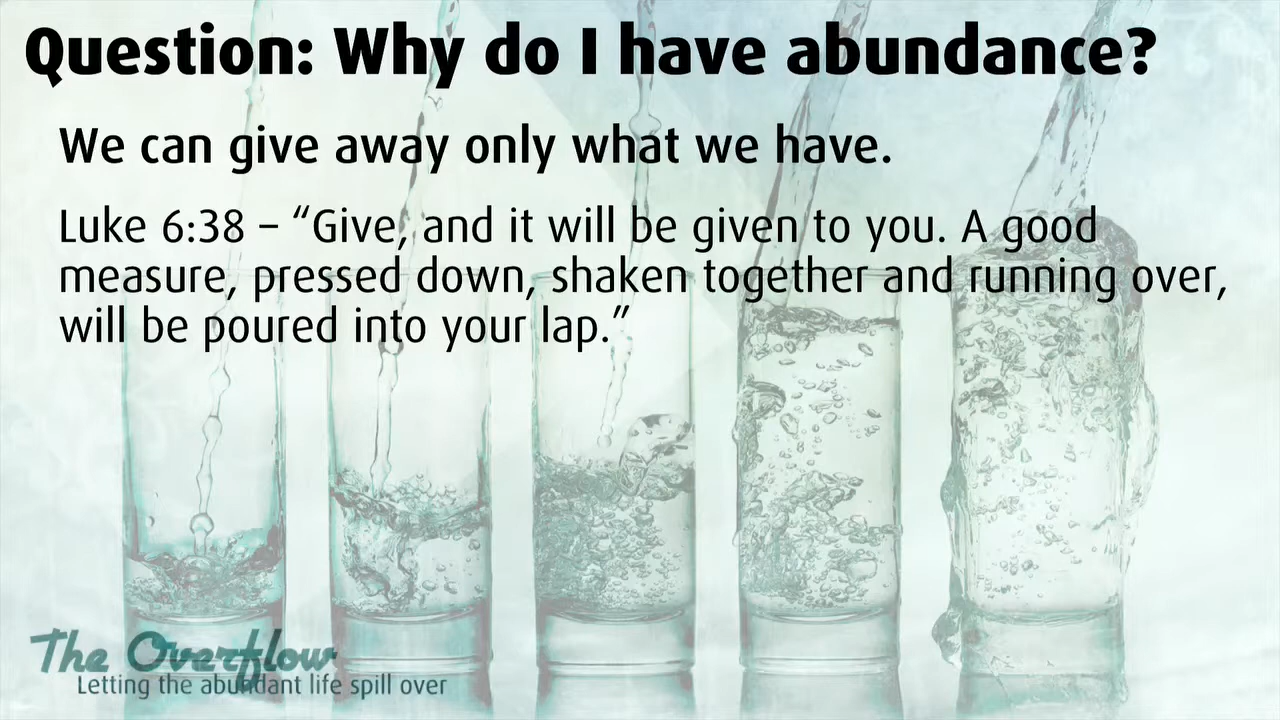 Question: Why do I have abundance?
We can give away only what we have.
Luke 6:38 – “Give, and it will be given to you. A good
measure, pressed down, shaken together and running over,
will be poured into your lap.”
The Overflow
Letting the abundant life spill over